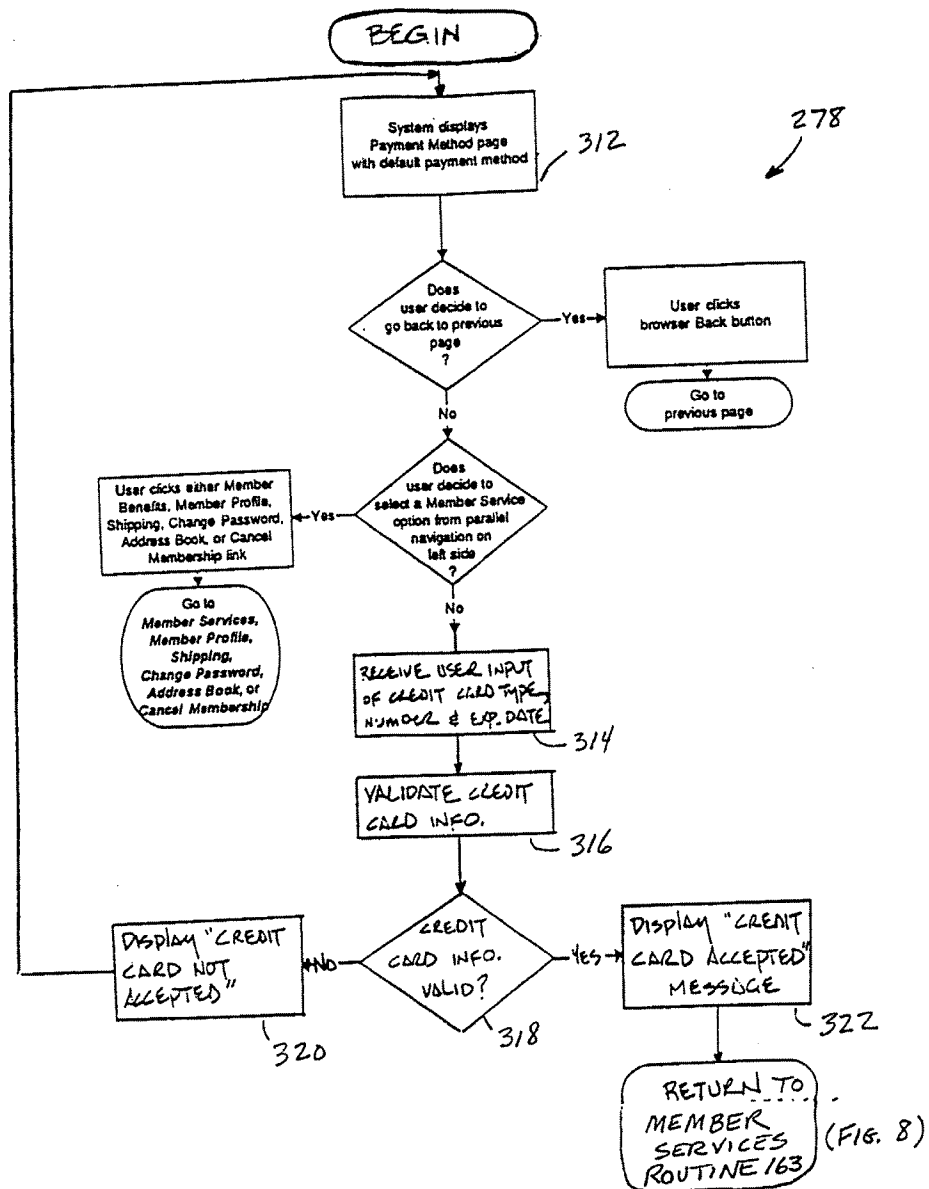 BEGIN
System displays
Payment Method page
with default payment method
312
278
Does
user decide to
go back to previous
page
?
Yes
User clicks
browser Back button
Go to
previous page
No
Does
user decide to
select a Member Service
option from parallel
navigation on
left side
?
Yes
User clicks either Member
Benefits, Member Profile,
Shipping, Change Password,
Address Book, or Cancel
Membership link
Go to
Member Services,
Member Profile,
Shipping,
Change Password,
Address Book, or
Cancel Membership
No
RECEIVE USER INPUT
OF CREDIT CARD TYPE,
NUMBER & EXP. DATE
314
VALIDATE CREDIT
CARD INFO.
316
CREDIT
CARD INFO.
VALID?
318
No
DISPLAY "CREDIT
CARD NOT
ACCEPTED"
320
YES
DISPLAY "CREDIT
CARD ACCEPTED"
MESSAGE
322
RETURN TO
MEMBER
SERVICES
ROUTINE 163
(FIG. 8)